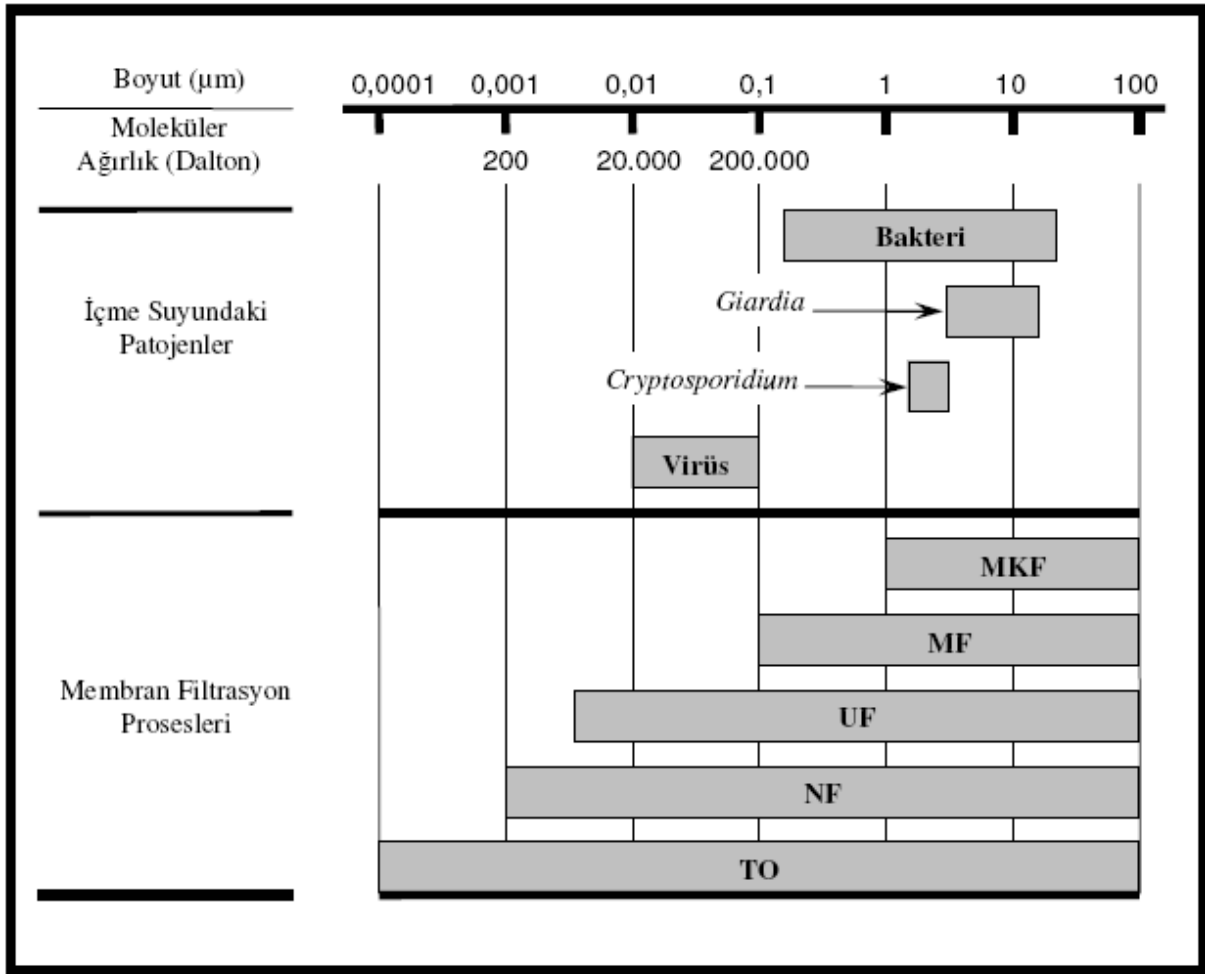 Boyut (µm)
0,0001 0,001 0,01 0,1 1 10 100
Moleküler
Ağırlık (Dalton)
200 20.000 200.000
İçme Suyundaki
Patojenler
Bakteri
Giardia
Cryptosporidium
Virüs
Membran Filtrasyon
Prosesleri
MKF
MF
UF
NF
TO